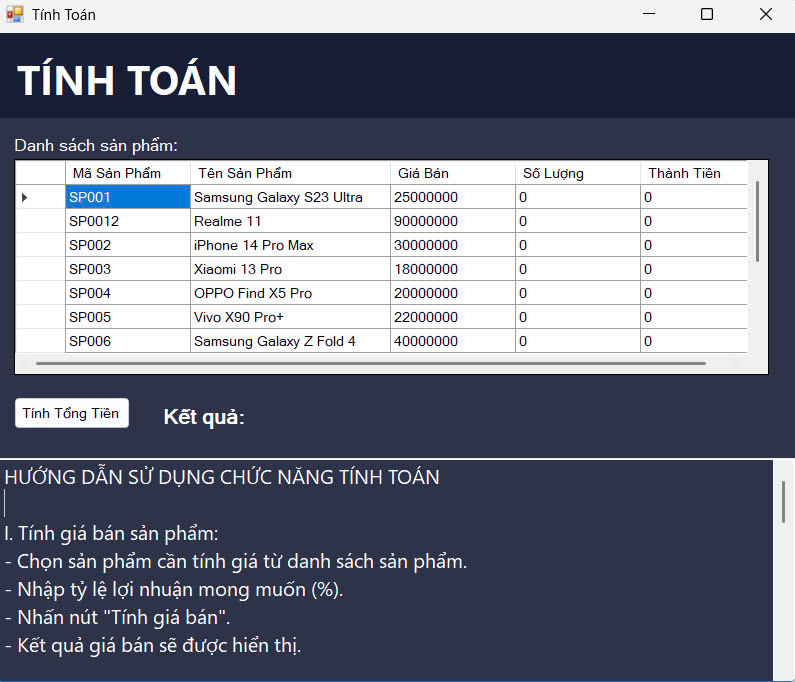 Tính Toán
TÍNH TOÁN
Danh sách sản phẩm:
Mã Sản Phẩm Tên Sản Phẩm Giá Bán Số Lượng Thành Tiền
SP001 Samsung Galaxy S23 Ultra 25000000 0 0
SP0012 Realme 11 90000000 0 0
SP002 iPhone 14 Pro Max 30000000 0 0
SP003 Xiaomi 13 Pro 18000000 0 0
SP004 OPPO Find X5 Pro 20000000 0 0
SP005 Vivo X90 Pro+ 22000000 0 0
SP006 Samsung Galaxy Z Fold 4 40000000 0 0
Tính Tổng Tiền Kết quả:
HƯỚNG DẪN SỬ DỤNG CHỨC NĂNG TÍNH TOÁN
I. Tính giá bán sản phẩm:
- Chọn sản phẩm cần tính giá từ danh sách sản phẩm.
- Nhập tỷ lệ lợi nhuận mong muốn (%).
- Nhấn nút "Tính giá bán".
- Kết quả giá bán sẽ được hiển thị.